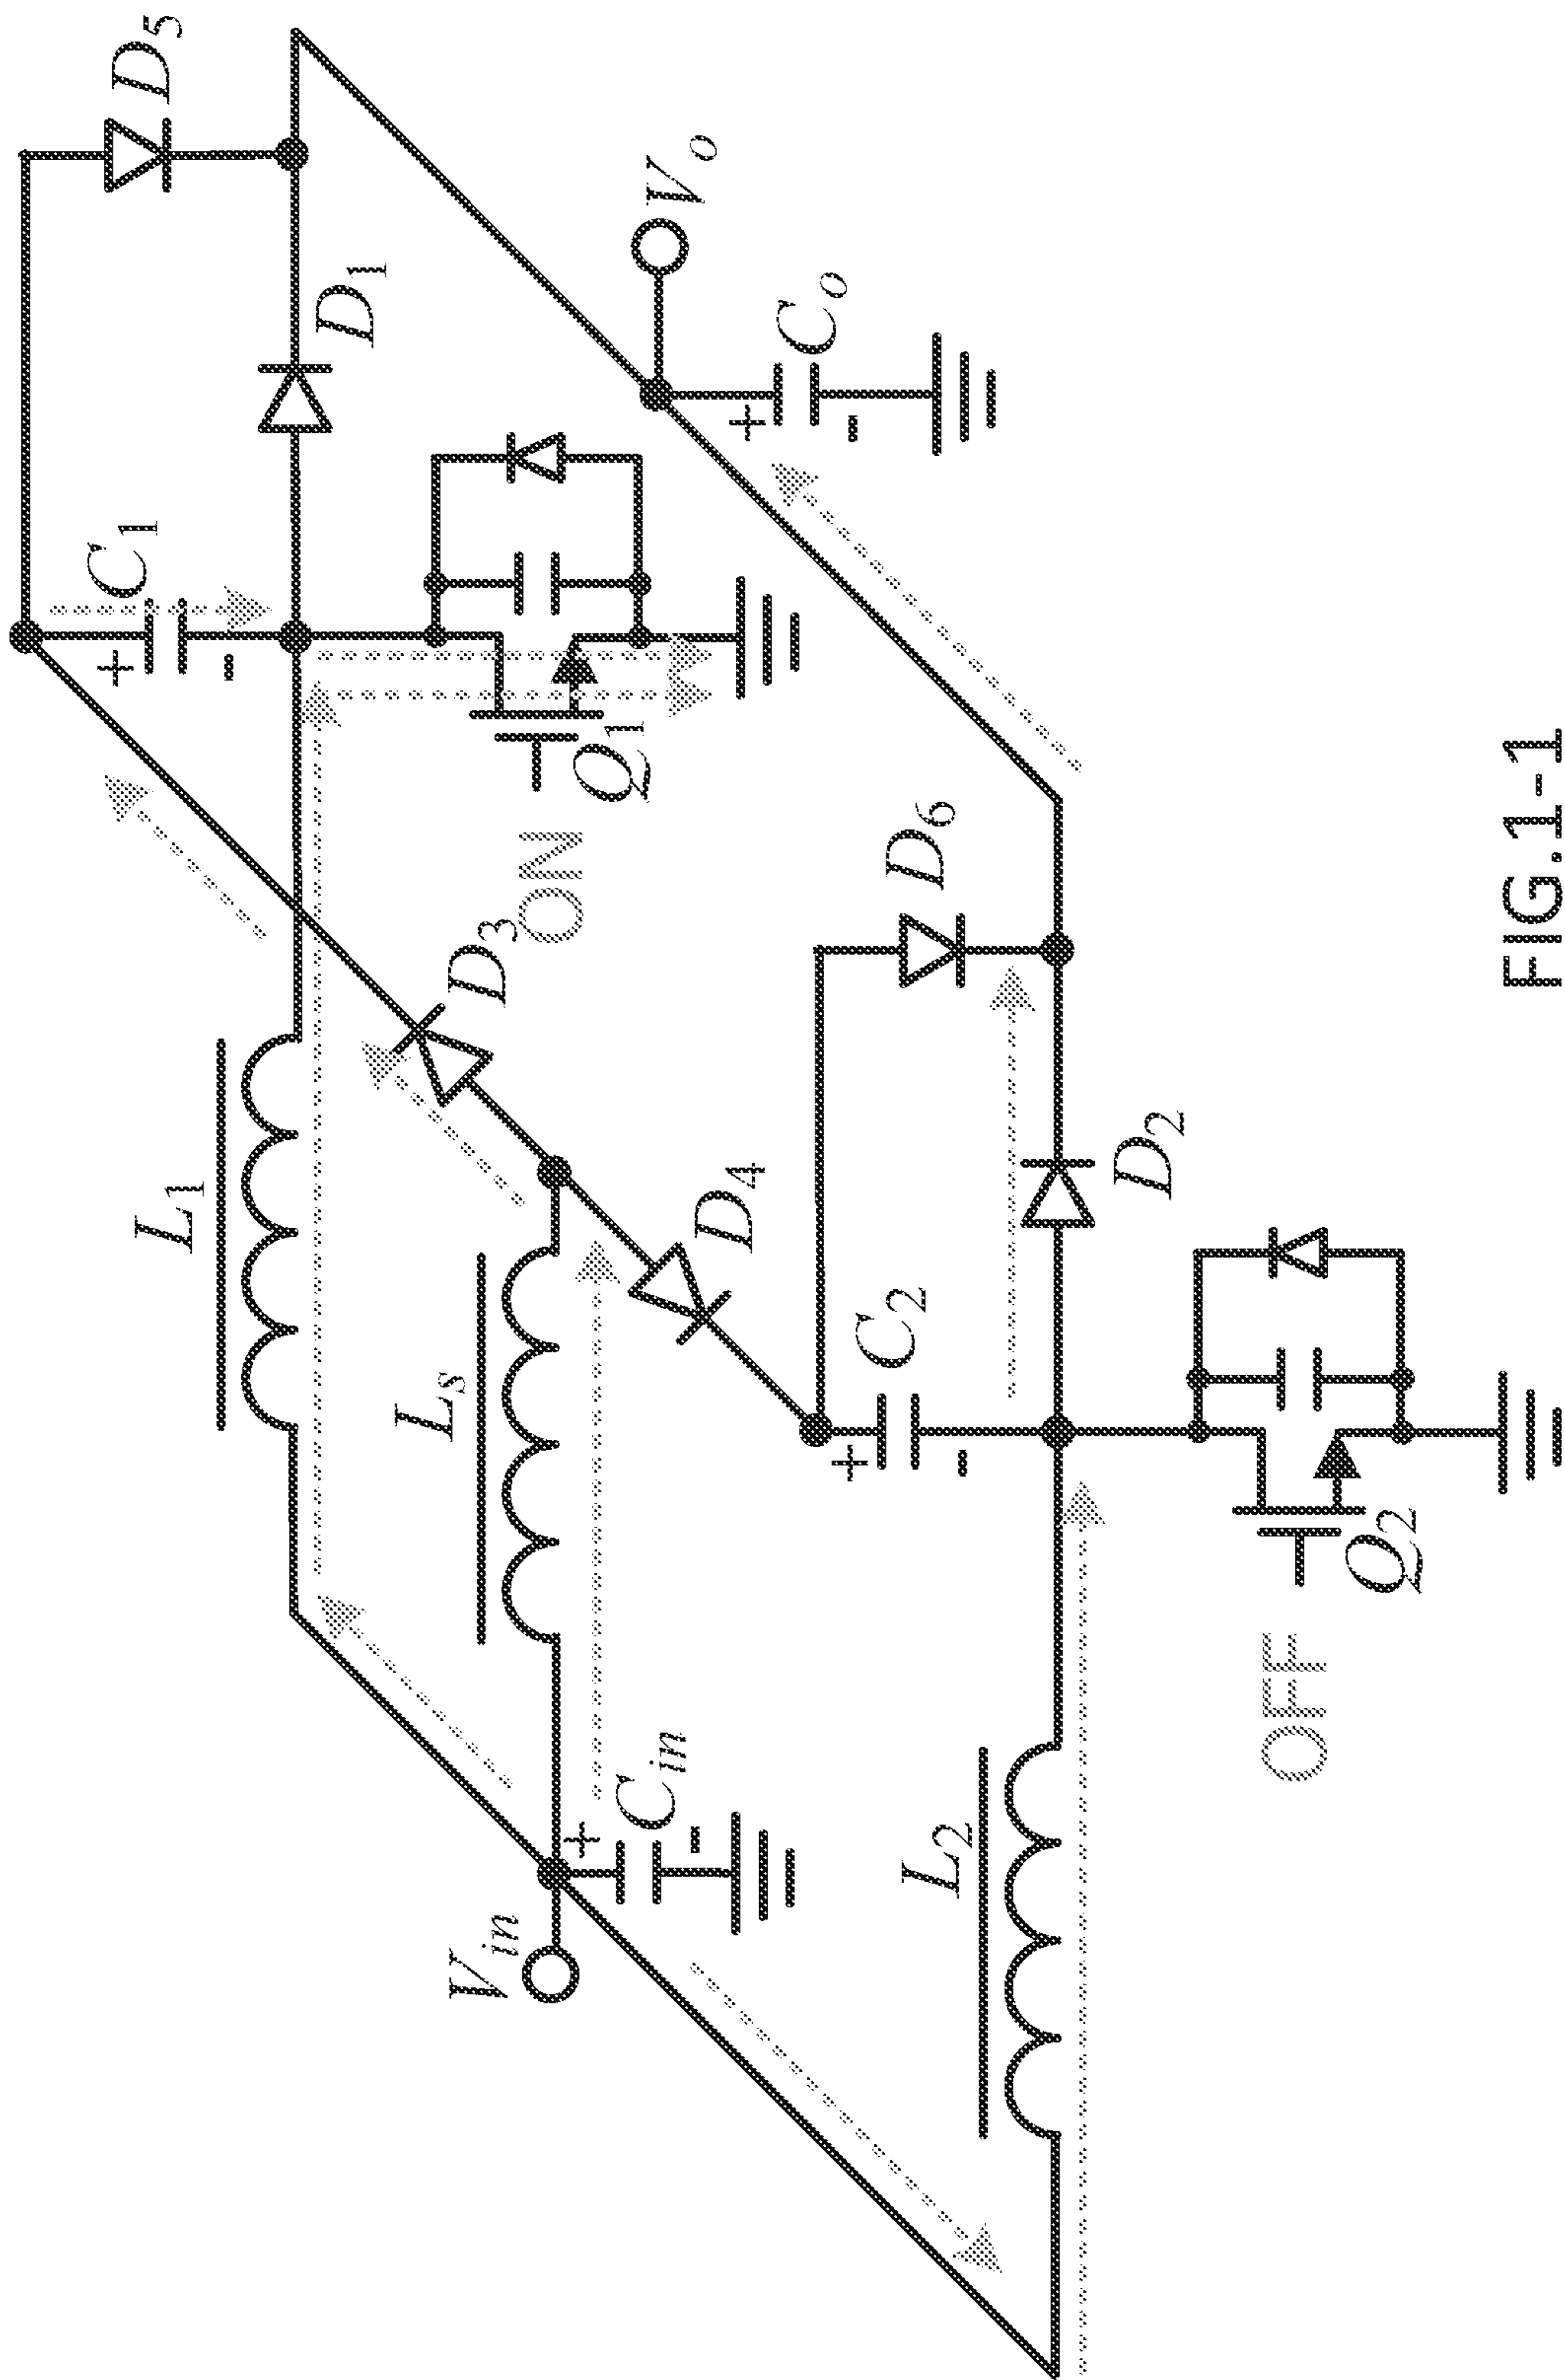 L1
C1
D5
D1
Vin
Cin
Ls
D3
Q1
ON
Vo
Co
D4
L2
C2
D6
D2
Q2
OFF
+
-
+
-
+
-
+
-
FIG.1-1